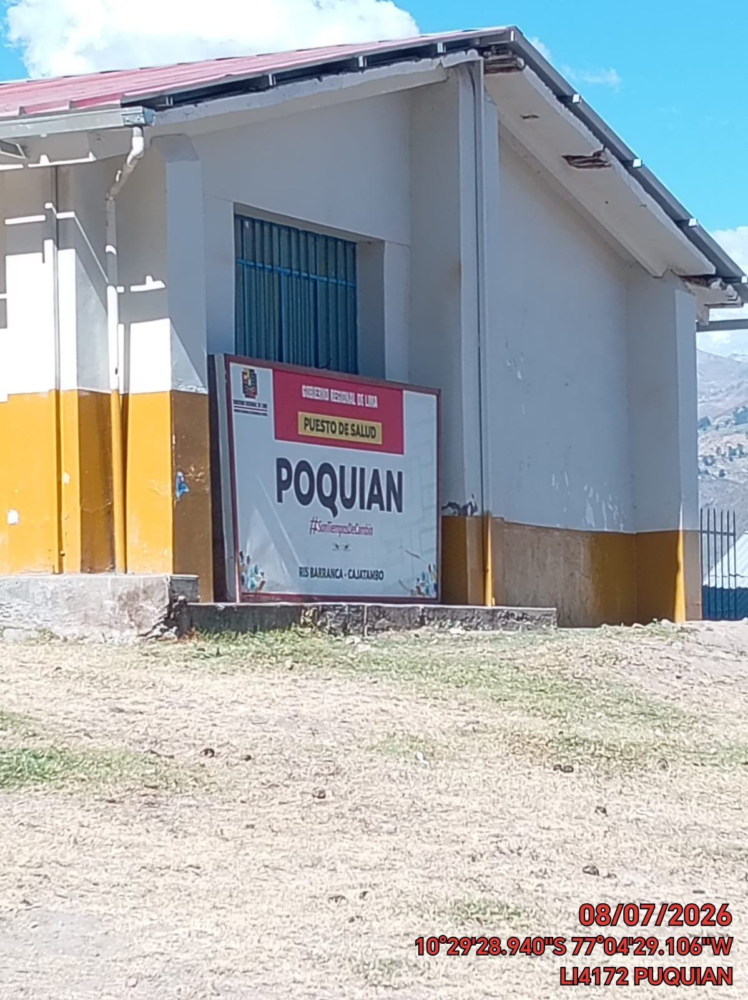 GOBIERNO REGIONAL DE LIMA
PUESTO DE SALUD
POQUIAN
#SonTiemposDeCambio
RIS BARRANCA - CAJATAMBO
08/07/2026
10°29'28.940"S 77°04'29.106"W
LI4172 PUQUIAN